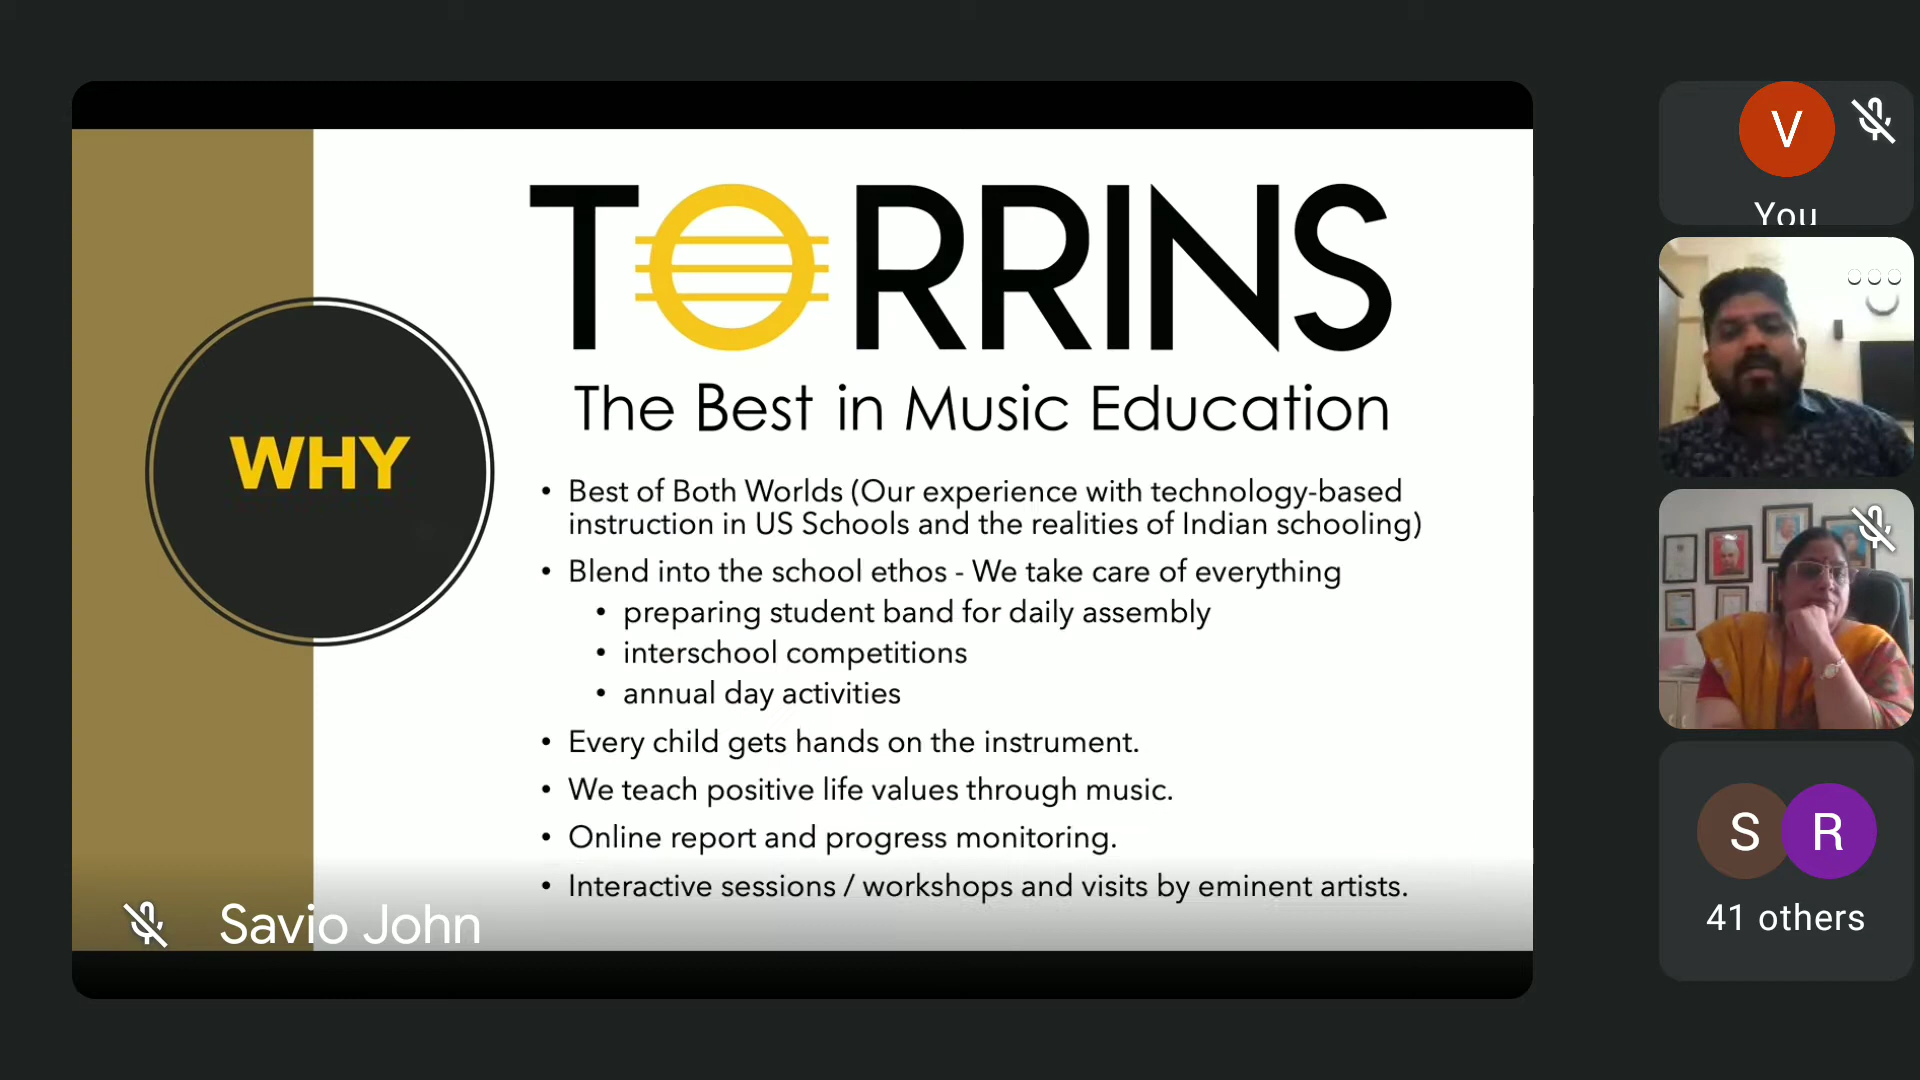 TORRINS
The Best in Music Education
WHY
• Best of Both Worlds (Our experience with technology-based
instruction in US Schools and the realities of Indian schooling)
• Blend into the school ethos - We take care of everything
• preparing student band for daily assembly
• interschool competitions
• annual day activities
• Every child gets hands on the instrument.
• We teach positive life values through music.
• Online report and progress monitoring.
• Interactive sessions / workshops and visits by eminent artists.
Savio John
V
You
S R
41 others